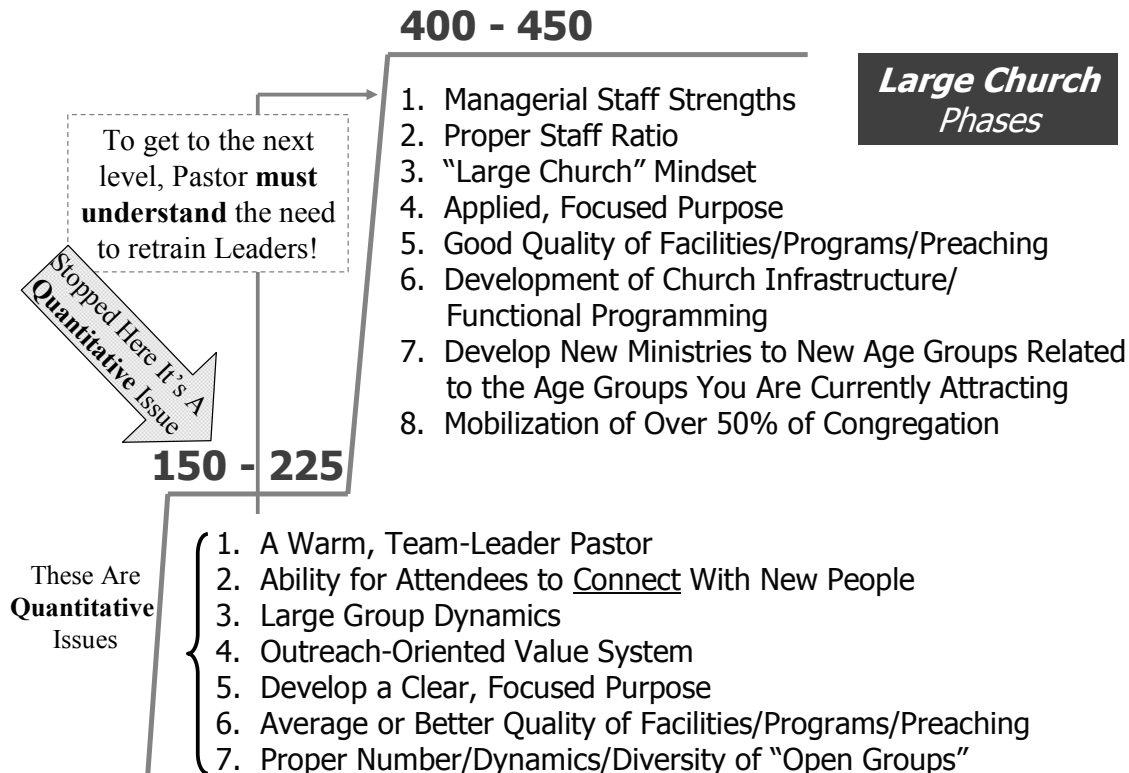 400 - 450
Large Church
Phases
1. Managerial Staff Strengths
2. Proper Staff Ratio
3. “Large Church” Mindset
4. Applied, Focused Purpose
5. Good Quality of Facilities/Programs/Preaching
6. Development of Church Infrastructure/
Functional Programming
7. Develop New Ministries to New Age Groups Related
to the Age Groups You Are Currently Attracting
8. Mobilization of Over 50% of Congregation
To get to the next
level, Pastor must
understand the need
to retrain Leaders!
Stopped Here It’s A
Quantitative Issue
150 - 225
These Are
Quantitative
Issues
1. A Warm, Team-Leader Pastor
2. Ability for Attendees to Connect With New People
3. Large Group Dynamics
4. Outreach-Oriented Value System
5. Develop a Clear, Focused Purpose
6. Average or Better Quality of Facilities/Programs/Preaching
7. Proper Number/Dynamics/Diversity of “Open Groups”